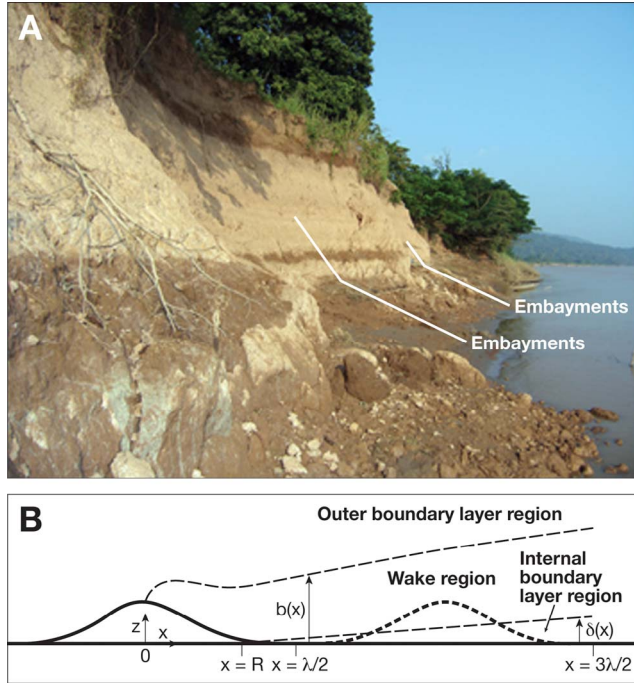 A
Embayments
Embayments
B
Outer boundary layer region
Internal
boundary
layer region
Wake region
b(x)
δ(x)
z
x
0
x = R
x = λ/2
x = 3λ/2